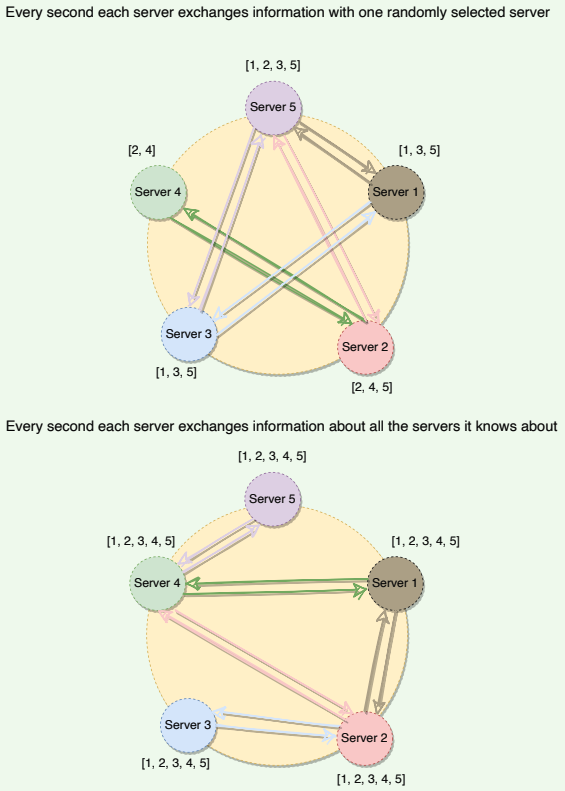 Every second each server exchanges information with one randomly selected server
[1, 2, 3, 5]
Server 5
[2, 4]
[1, 3, 5]
Server 4
Server 1
Server 3
Server 2
[1, 3, 5]
[2, 4, 5]
Every second each server exchanges information about all the servers it knows about
[1, 2, 3, 4, 5]
Server 5
[1, 2, 3, 4, 5]
[1, 2, 3, 4, 5]
Server 4
Server 1
Server 3
Server 2
[1, 2, 3, 4, 5]
[1, 2, 3, 4, 5]